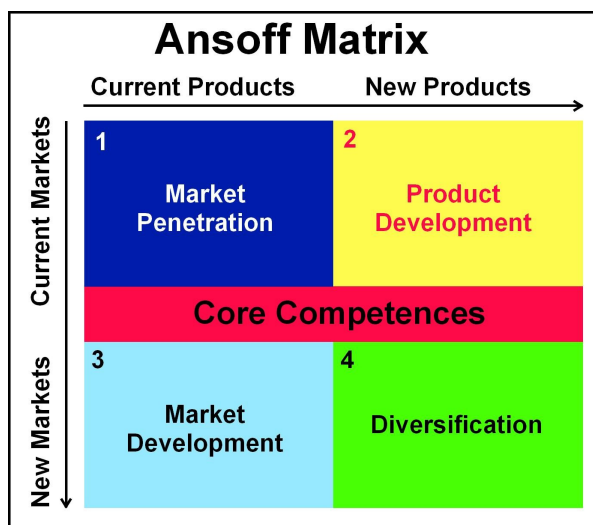 Ansoff Matrix
Current Products New Products
Current Markets
1
Market
Penetration
2
Product
Development
Core Competences
New Markets
3
Market
Development
4
Diversification